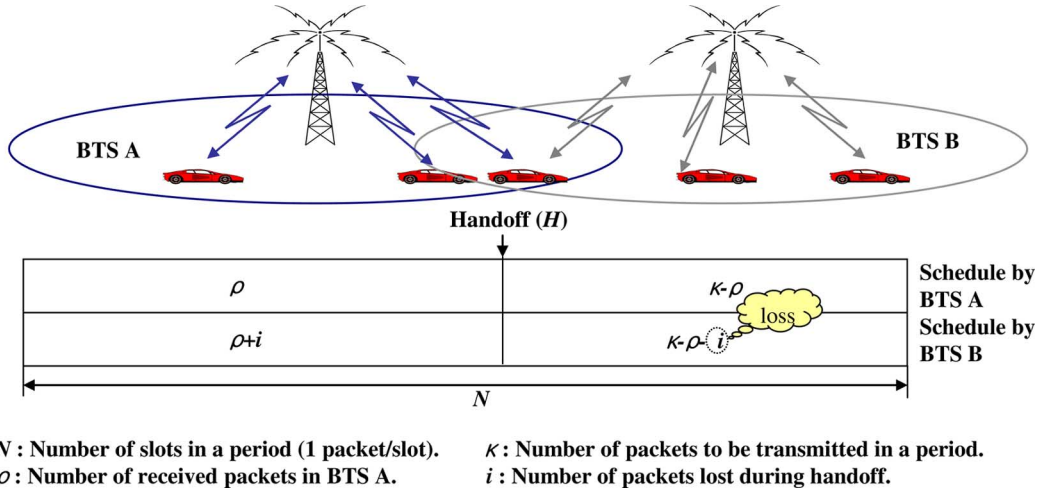 BTS A
BTS B
Handoff (H)
ρ
κ-ρ
Schedule by
BTS A
loss
ρ+i
κ-ρ-i
Schedule by
BTS B
N
N : Number of slots in a period (1 packet/slot).
κ : Number of packets to be transmitted in a period.
ρ : Number of received packets in BTS A.
i : Number of packets lost during handoff.